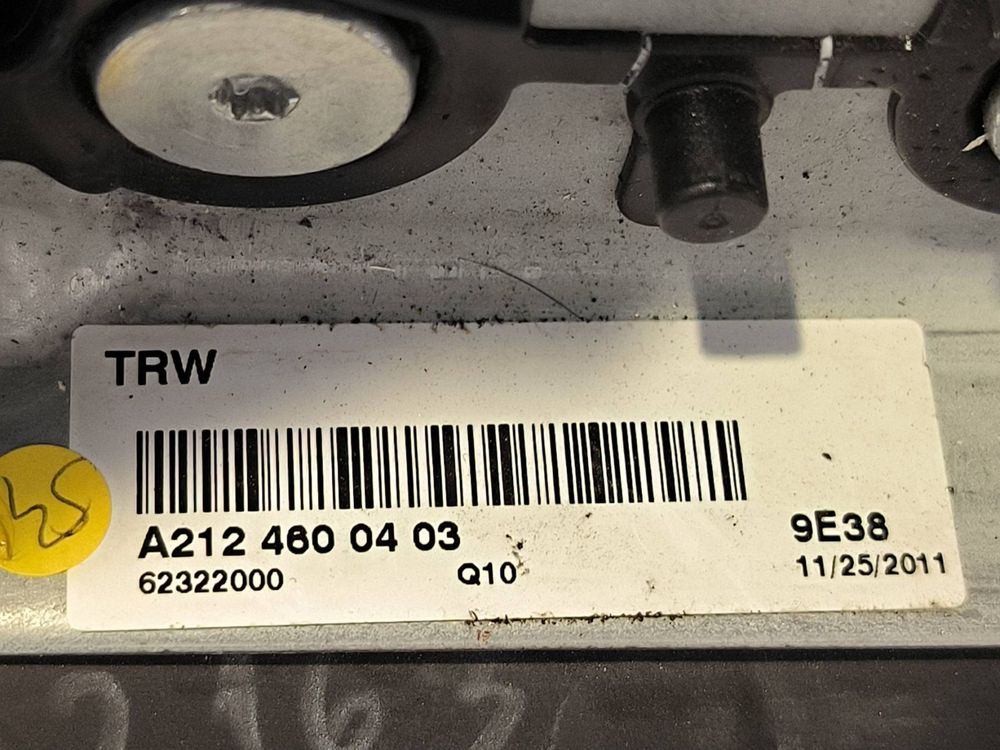 TRW
A212 460 04 03
9E38
62322000
Q10
11/25/2011